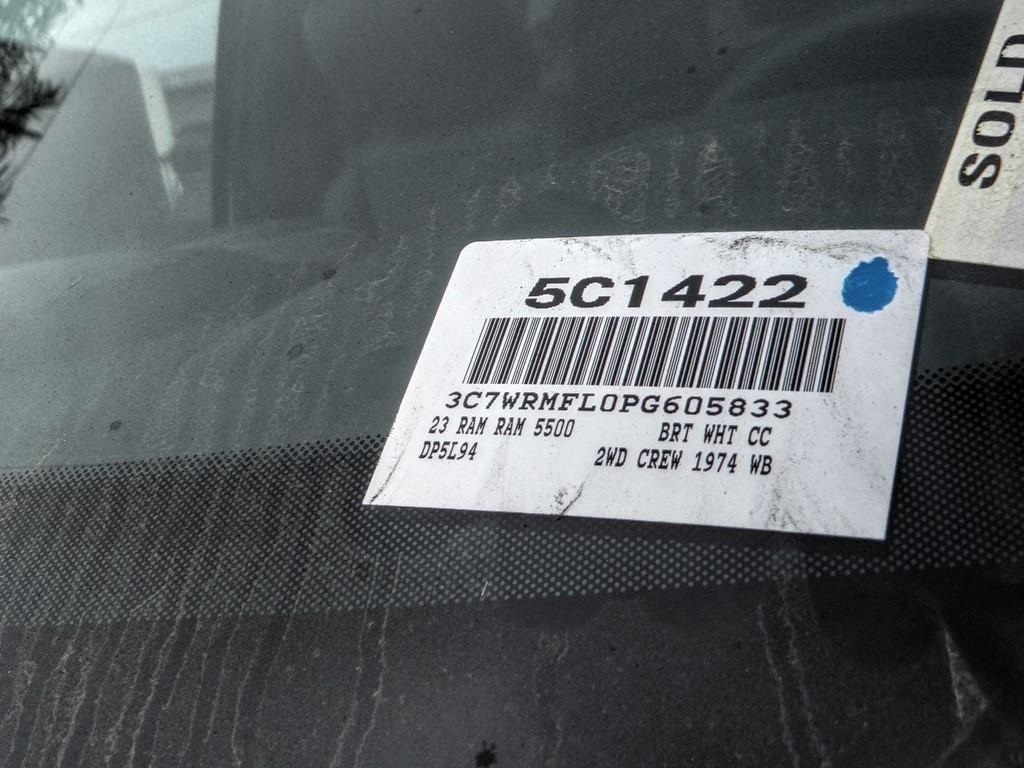 SOLD
5C1422
3C7WRMFL0PG605833
23 RAM RAM 5500 BRT WHT CC
DP5L94 2WD CREW 1974 WB